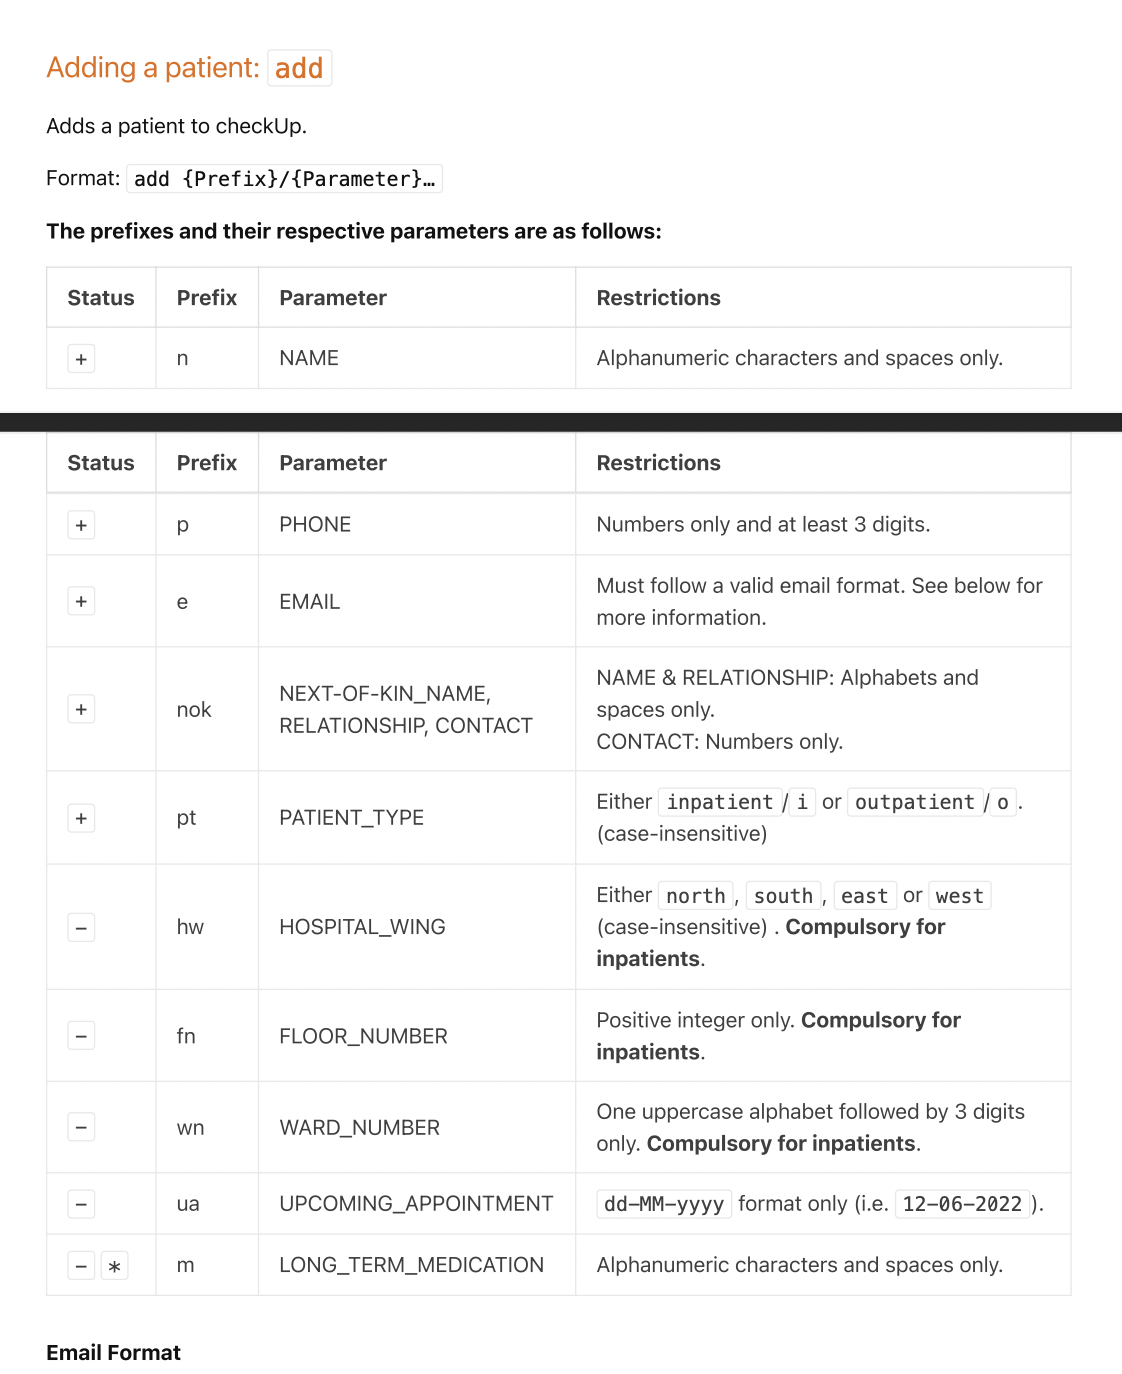 Adding a patient: add
Adds a patient to checkUp.
Format: add {Prefix}/{Parameter}…
The prefixes and their respective parameters are as follows:
Status Prefix Parameter Restrictions
+ n NAME Alphanumeric characters and spaces only.
Status Prefix Parameter Restrictions
+ p PHONE Numbers only and at least 3 digits.
+ e EMAIL Must follow a valid email format. See below for
more information.
+ nok NEXT-OF-KIN_NAME,
RELATIONSHIP, CONTACT
NAME & RELATIONSHIP: Alphabets and
spaces only.
CONTACT: Numbers only.
+ pt PATIENT_TYPE Either inpatient/i or outpatient/o.
(case-insensitive)
- hw HOSPITAL_WING Either north, south, east or west
(case-insensitive) . Compulsory for
inpatients.
- fn FLOOR_NUMBER Positive integer only. Compulsory for
inpatients.
- wn WARD_NUMBER One uppercase alphabet followed by 3 digits
only. Compulsory for inpatients.
- ua UPCOMING_APPOINTMENT dd-MM-yyyy format only (i.e. 12-06-2022).
- * m LONG_TERM_MEDICATION Alphanumeric characters and spaces only.
Email Format